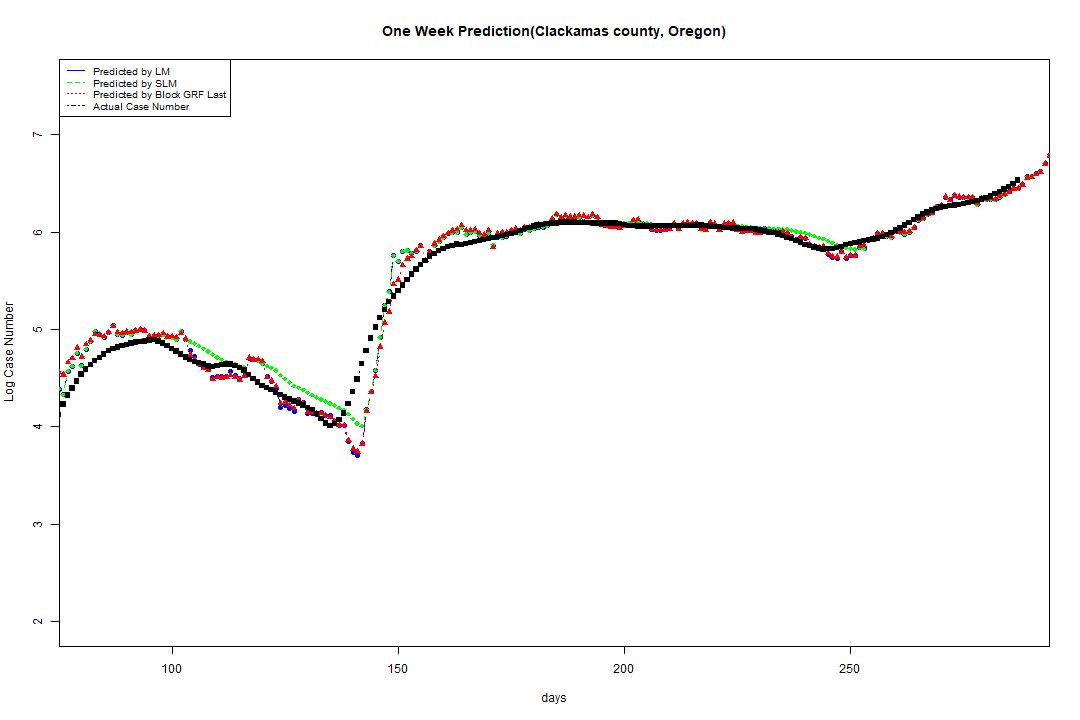 One Week Prediction(Clackamas county, Oregon)
Predicted by LM
Predicted by SLM
Predicted by Block GRF Last
Actual Case Number
7
6
5
4
3
2
Log Case Number
100
150
200
250
days